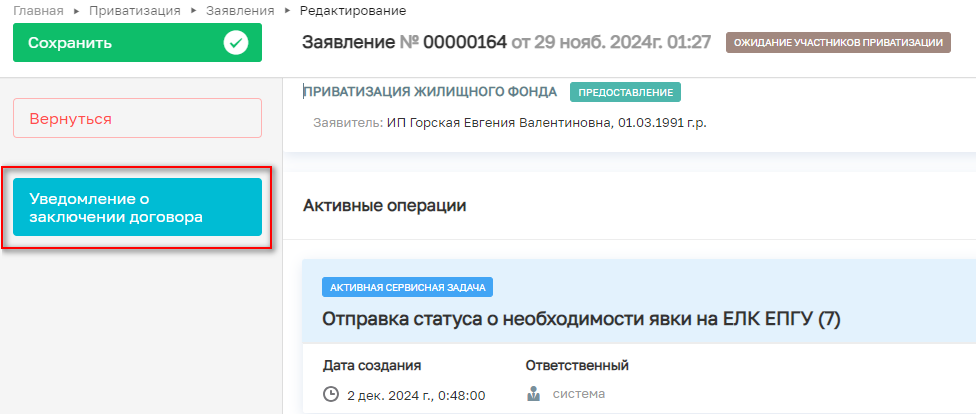 Главная ▸ Приватизация ▸ Заявления ▸ Редактирование
Сохранить
Заявление № 00000164 от 29 нояб. 2024г. 01:27 ОЖИДАНИЕ УЧАСТНИКОВ ПРИВАТИЗАЦИИ
ПРИВАТИЗАЦИЯ ЖИЛИЩНОГО ФОНДА ПРЕДОСТАВЛЕНИЕ
Вернуться
Заявитель: ИП Горская Евгения Валентиновна, 01.03.1991 г.р.
Уведомление о
заключении договора
Активные операции
АКТИВНАЯ СЕРВИСНАЯ ЗАДАЧА
Отправка статуса о необходимости явки на ЕЛК ЕПГУ (7)
Дата создания Ответственный
2 дек. 2024 г., 0:48:00 система